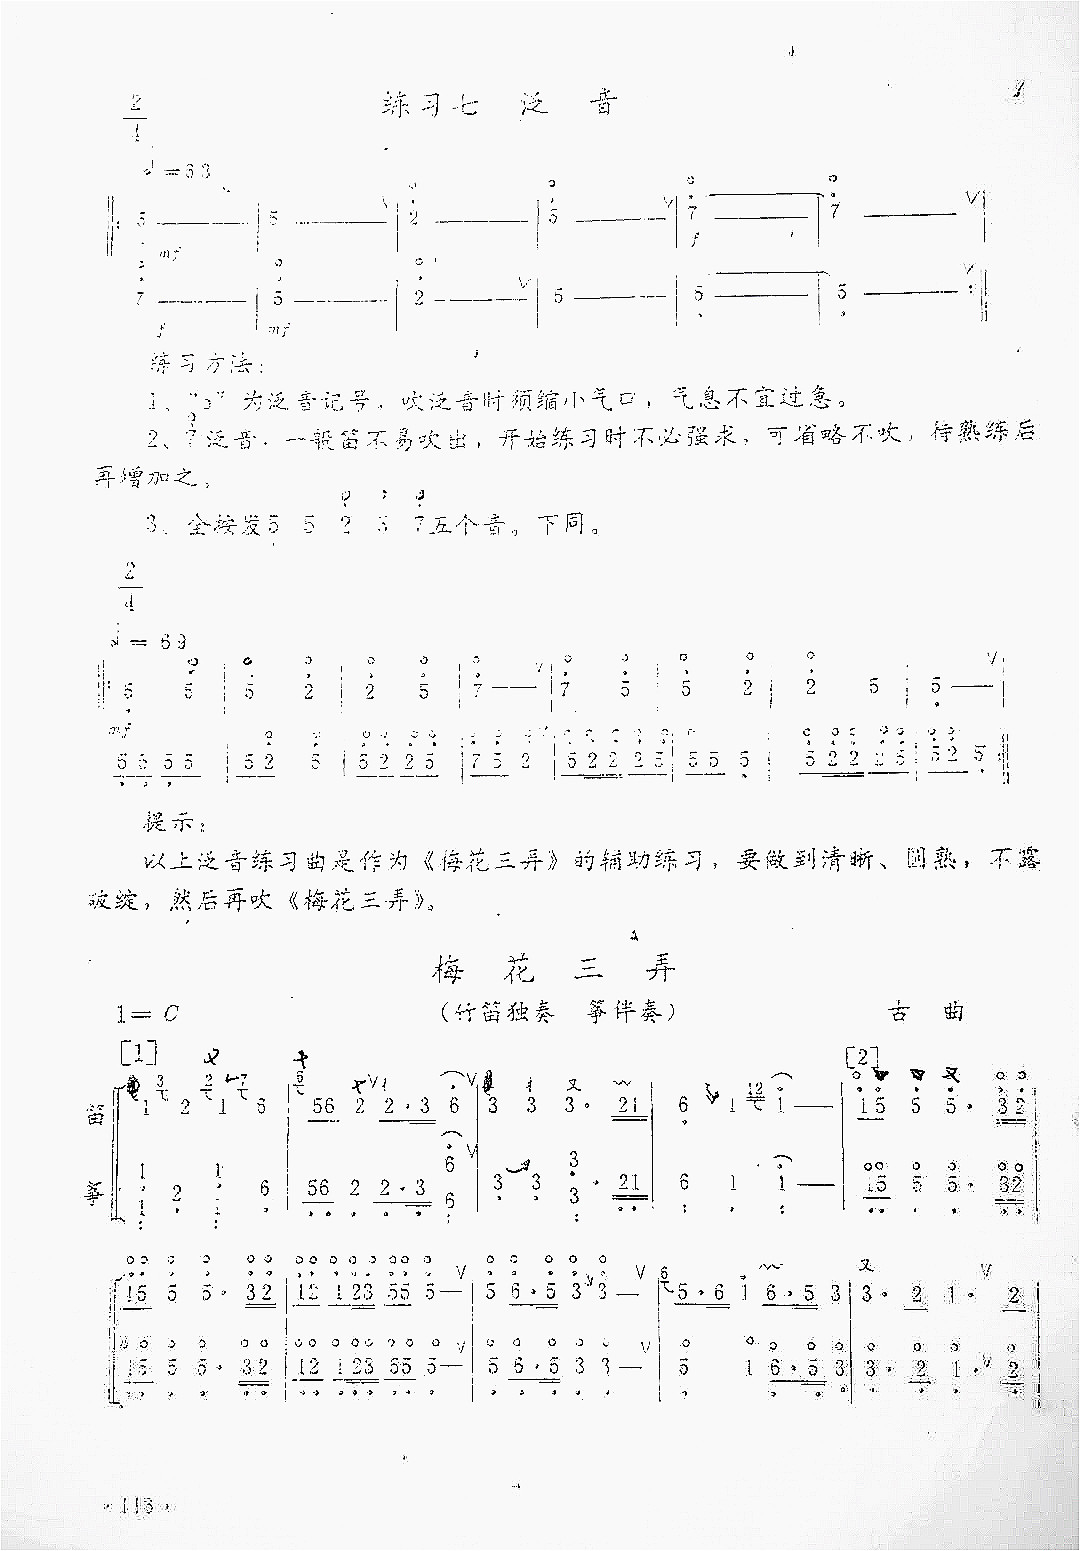 练习七 泛音
2
4
=63
5 — 5 — 2 — 5 — 7 — 7 —
mf f
7 — 5 — 2 — 5 — 5 — 5 —
f mf
练习方法:
1、“o”为泛音记号。吹泛音时须缩小气口,气息不宜过急。
2、7泛音,一般笛不易吹出,开始练习时不必强求,可省略不吹,待熟练后
再增加之。
3、全按发5 5 2 5 7五个音。下同。
2
4
= 69
5 5 5 2 2 5 7 — 7 5 5 2 2 5 5 —
mf
55 55 52 5 52 25 75 2 522 25 55 5 522 25 52 5
提示:
以上泛音练习曲是作为《梅花三弄》的辅助练习,要做到清晰、圆熟,不露
破绽,然后再吹《梅花三弄》。
梅花三弄
1=C (竹笛独奏 筝伴奏) 古曲
[1] [2]
笛 1 2 1 6 56 2 2·3 6 3 3 3· 21 6 1 1 — 15 5 5· 32
筝 1 2 1 6 56 2 2·3 6 3 3 3· 21 6 1 1 — 15 5 5· 32
15 5 5· 32 12 123 55 5— 5 6·5 3 3— 5·6 1 6·5 3 3· 2 1· 2
15 5 5· 32 12 123 55 5— 5 6·5 3 3— 5 1 6·5 3 3· 2 1· 2